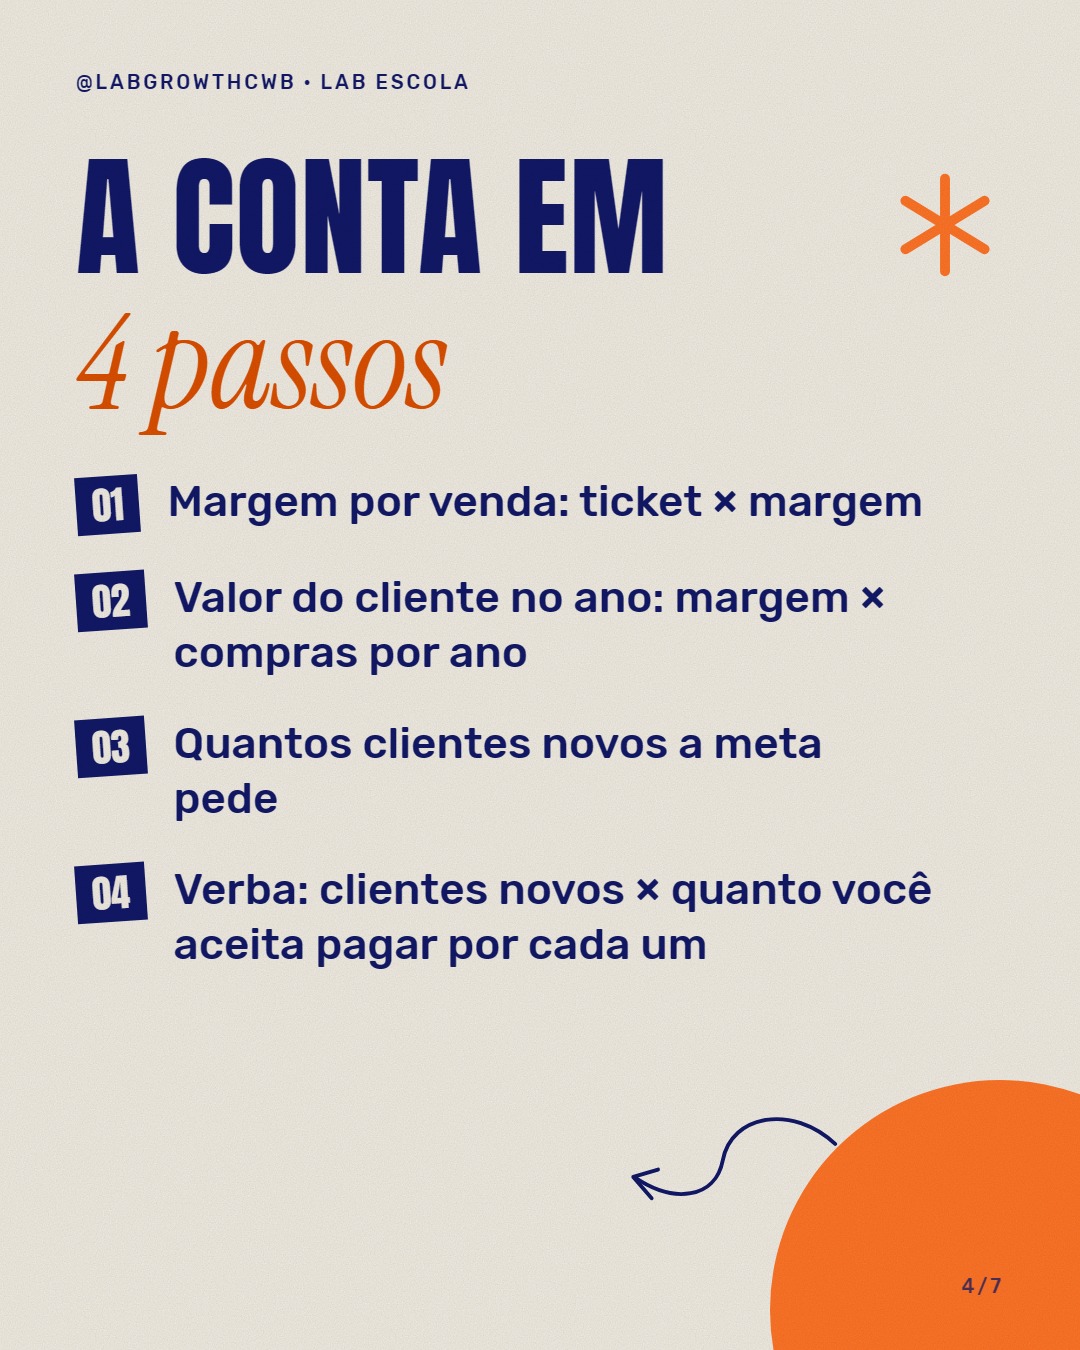 @LABGROWTHCWB • LAB ESCOLA
A CONTA EM
4 passos
01 Margem por venda: ticket × margem
02 Valor do cliente no ano: margem ×
compras por ano
03 Quantos clientes novos a meta
pede
04 Verba: clientes novos × quanto você
aceita pagar por cada um
4/7